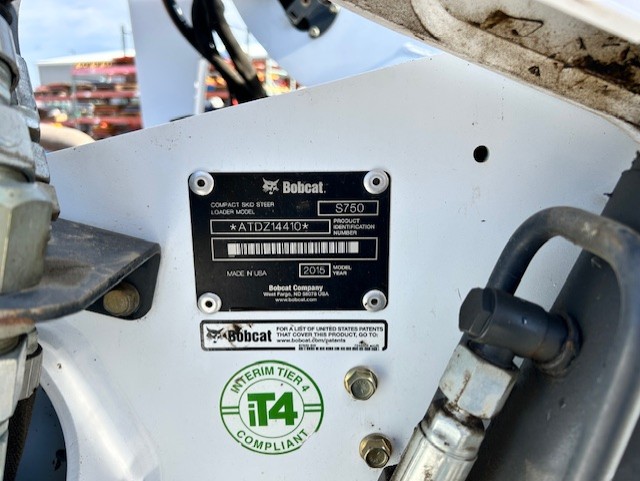 Bobcat
COMPACT SKID STEER
LOADER MODEL
S750
*ATDZ14410*
PRODUCT
IDENTIFICATION
NUMBER
MADE IN USA
2015
MODEL
YEAR
Bobcat Company
West Fargo, ND 58078 USA
www.bobcat.com
Bobcat
FOR A LIST OF UNITED STATES PATENTS
THAT COVER THIS PRODUCT, GO TO:
www.bobcat.com/patents
INTERIM TIER 4
iT4
COMPLIANT